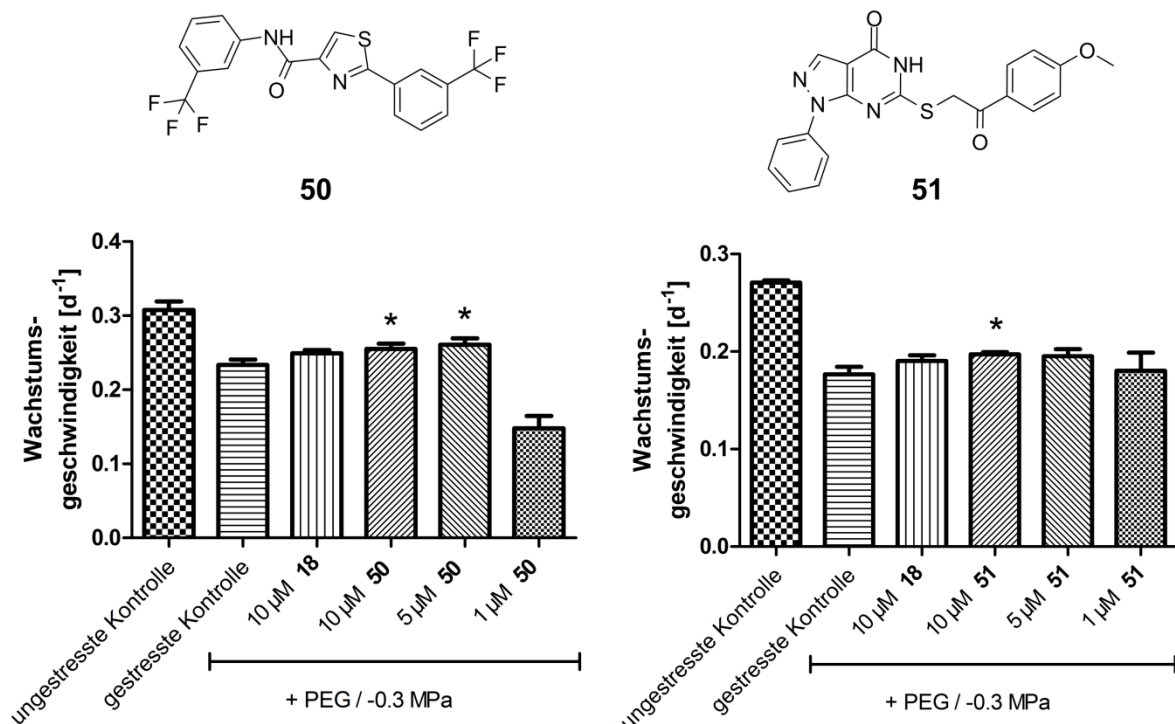 NH
S
O
N
F
F
F
F
F
F
50
O
NH
N
N
N
S
O
O
51
Wachstums-
geschwindigkeit [d-1]
0.4
0.3
0.2
0.1
0.0
*
*
ungestresste Kontrolle
gestresste Kontrolle
10 µM 18
10 µM 50
5 µM 50
1 µM 50
+ PEG / -0.3 MPa
Wachstums-
geschwindigkeit [d-1]
0.3
0.2
0.1
0.0
*
ungestresste Kontrolle
gestresste Kontrolle
10 µM 18
10 µM 51
5 µM 51
1 µM 51
+ PEG / -0.3 MPa